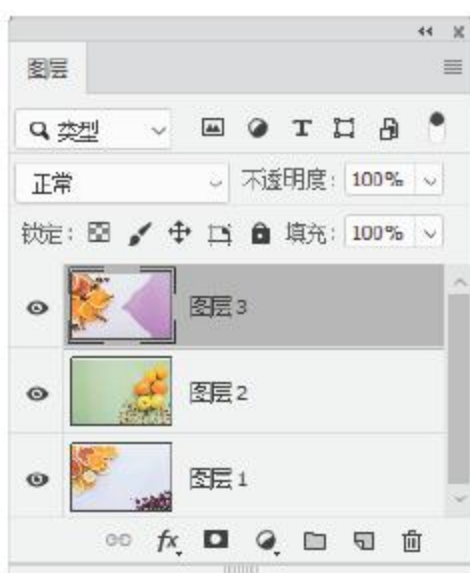 图层
类型
正常 不透明度: 100%
锁定: 填充: 100%
图层 3
图层 2
图层 1
fx